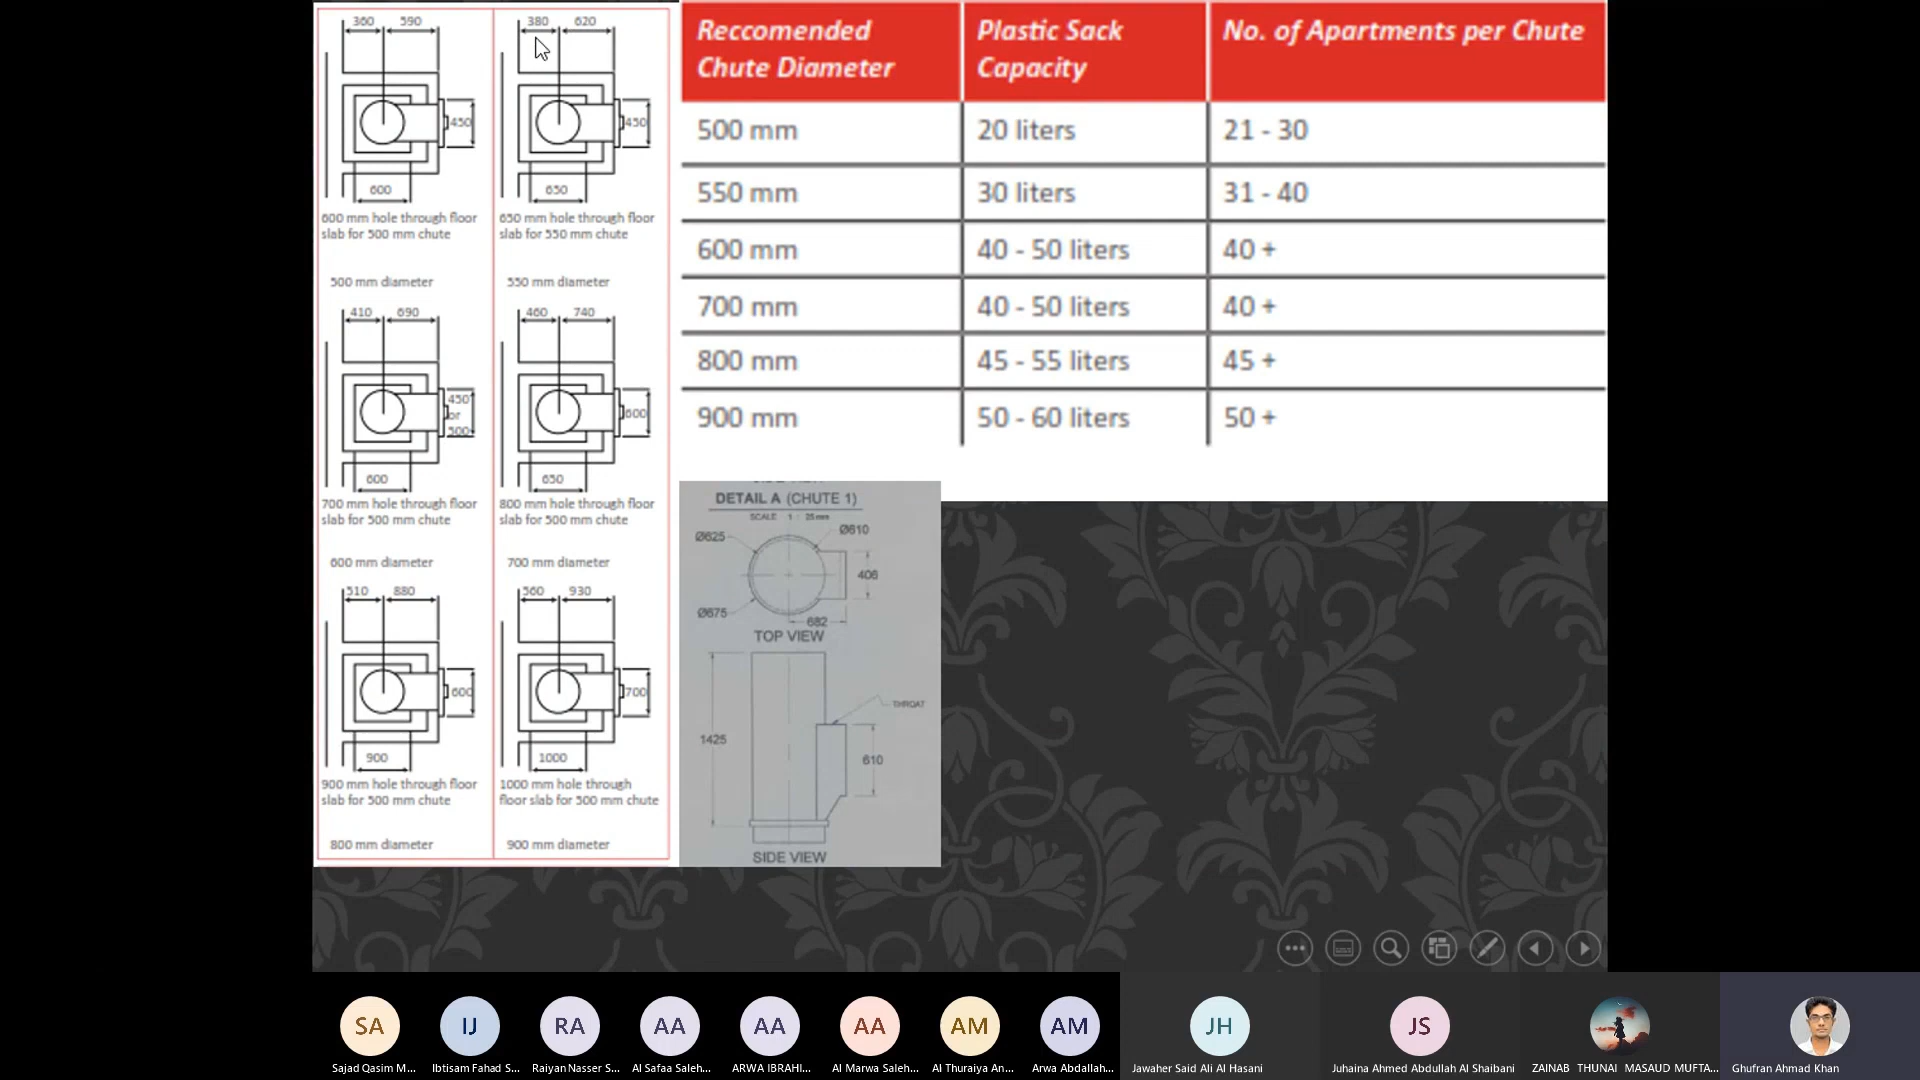 360 590
450
600
600 mm hole through floor
slab for 500 mm chute
500 mm diameter
380 620
450
650
650 mm hole through floor
slab for 550 mm chute
550 mm diameter
410 690
450
or
500
600
700 mm hole through floor
slab for 500 mm chute
600 mm diameter
460 740
600
650
800 mm hole through floor
slab for 500 mm chute
700 mm diameter
510 880
600
900
900 mm hole through floor
slab for 500 mm chute
800 mm diameter
560 930
700
1000
1000 mm hole through
floor slab for 500 mm chute
900 mm diameter
Reccomended Chute Diameter Plastic Sack Capacity No. of Apartments per Chute
500 mm 20 liters 21 - 30
550 mm 30 liters 31 - 40
600 mm 40 - 50 liters 40 +
700 mm 40 - 50 liters 40 +
800 mm 45 - 55 liters 45 +
900 mm 50 - 60 liters 50 +
DETAIL A (CHUTE 1)
SCALE 1 : 25mm
Ø625 Ø610
406
Ø675
682
TOP VIEW
THROAT
1425
610
SIDE VIEW
SA IJ RA AA AA AA AM AM JH JS
Sajad Qasim M... Ibtisam Fahad S... Raiyan Nasser S... Al Safaa Saleh... ARWA IBRAHI... Al Marwa Saleh... Al Thuraiya An... Arwa Abdallah... Jawaher Said Ali Al Hasani Juhaina Ahmed Abdullah Al Shaibani ZAINAB THUNAI MASAUD MUFTA... Ghufran Ahmad Khan